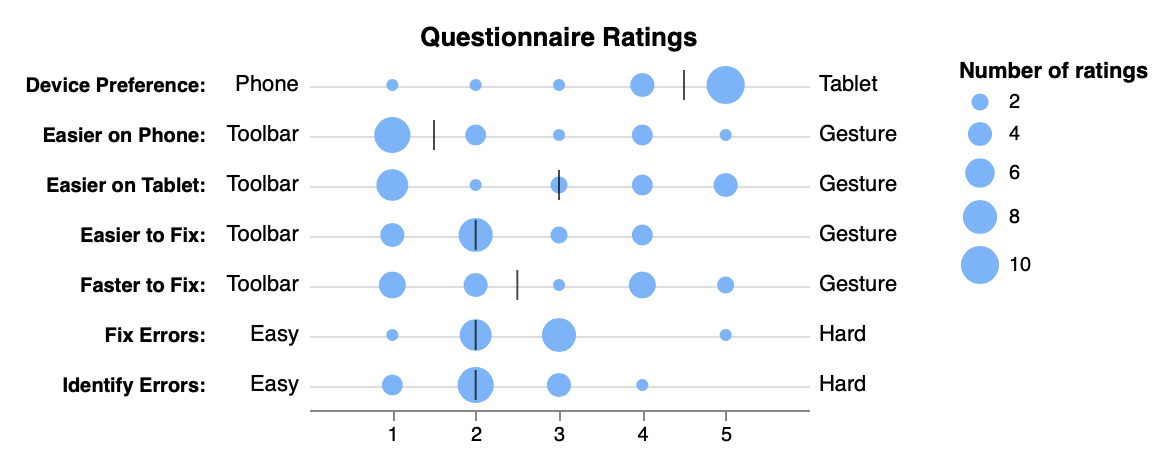 Questionnaire Ratings
Device Preference: Phone Tablet
Easier on Phone: Toolbar Gesture
Easier on Tablet: Toolbar Gesture
Easier to Fix: Toolbar Gesture
Faster to Fix: Toolbar Gesture
Fix Errors: Easy Hard
Identify Errors: Easy Hard
1 2 3 4 5
Number of ratings
2
4
6
8
10